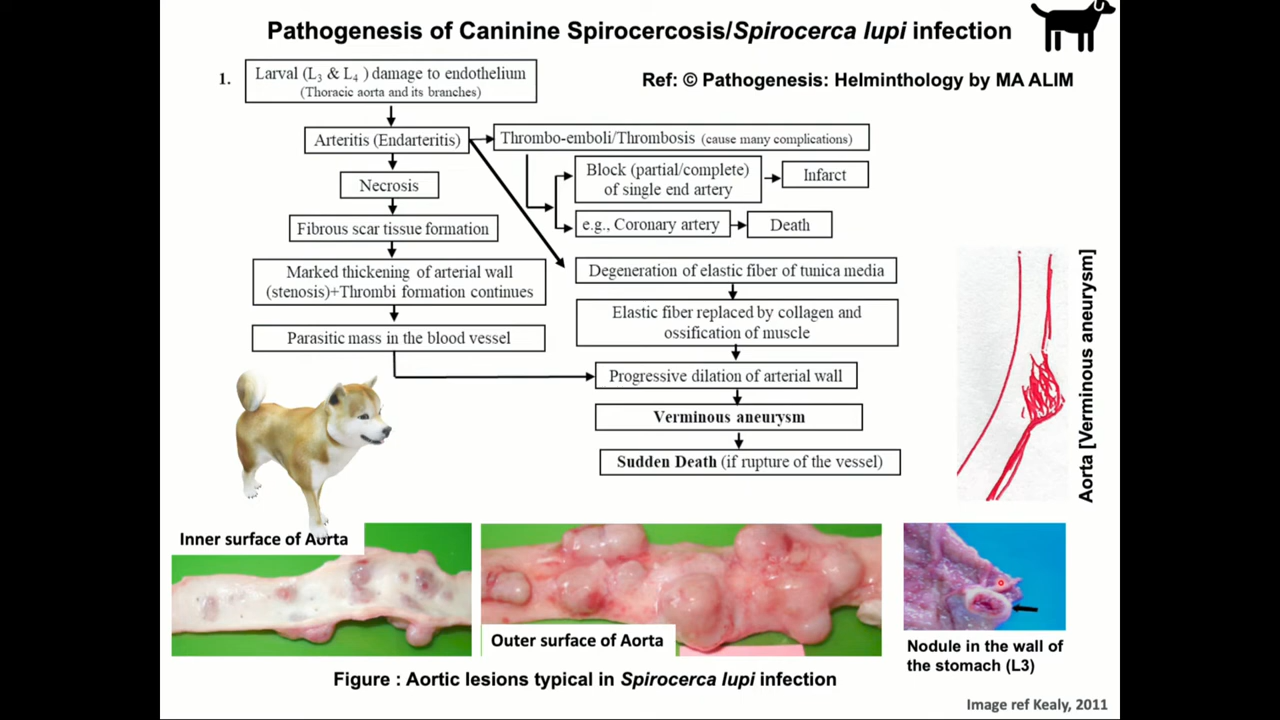 Pathogenesis of Caninine Spirocercosis/Spirocerca lupi infection
1.
Larval (L3 & L4 ) damage to endothelium
(Thoracic aorta and its branches)
Ref: © Pathogenesis: Helminthology by MA ALIM
Arteritis (Endarteritis)
Thrombo-emboli/Thrombosis (cause many complications)
Necrosis
Block (partial/complete)
of single end artery
Infarct
Fibrous scar tissue formation
e.g., Coronary artery
Death
Marked thickening of arterial wall
(stenosis)+Thrombi formation continues
Degeneration of elastic fiber of tunica media
Parasitic mass in the blood vessel
Elastic fiber replaced by collagen and
ossification of muscle
Progressive dilation of arterial wall
Verminous aneurysm
Sudden Death (if rupture of the vessel)
Aorta [Verminous aneurysm]
Inner surface of Aorta
Outer surface of Aorta
Nodule in the wall of
the stomach (L3)
Figure : Aortic lesions typical in Spirocerca lupi infection
Image ref Kealy, 2011